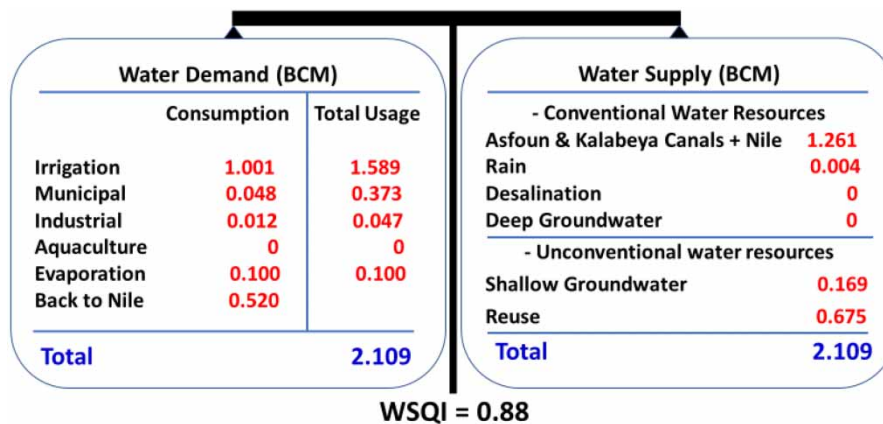 Water Demand (BCM)
Consumption Total Usage
Irrigation 1.001 1.589
Municipal 0.048 0.373
Industrial 0.012 0.047
Aquaculture 0 0
Evaporation 0.100 0.100
Back to Nile 0.520
Total 2.109
Water Supply (BCM)
- Conventional Water Resources
Asfoun & Kalabeya Canals + Nile 1.261
Rain 0.004
Desalination 0
Deep Groundwater 0
- Unconventional water resources
Shallow Groundwater 0.169
Reuse 0.675
Total 2.109
WSQI = 0.88